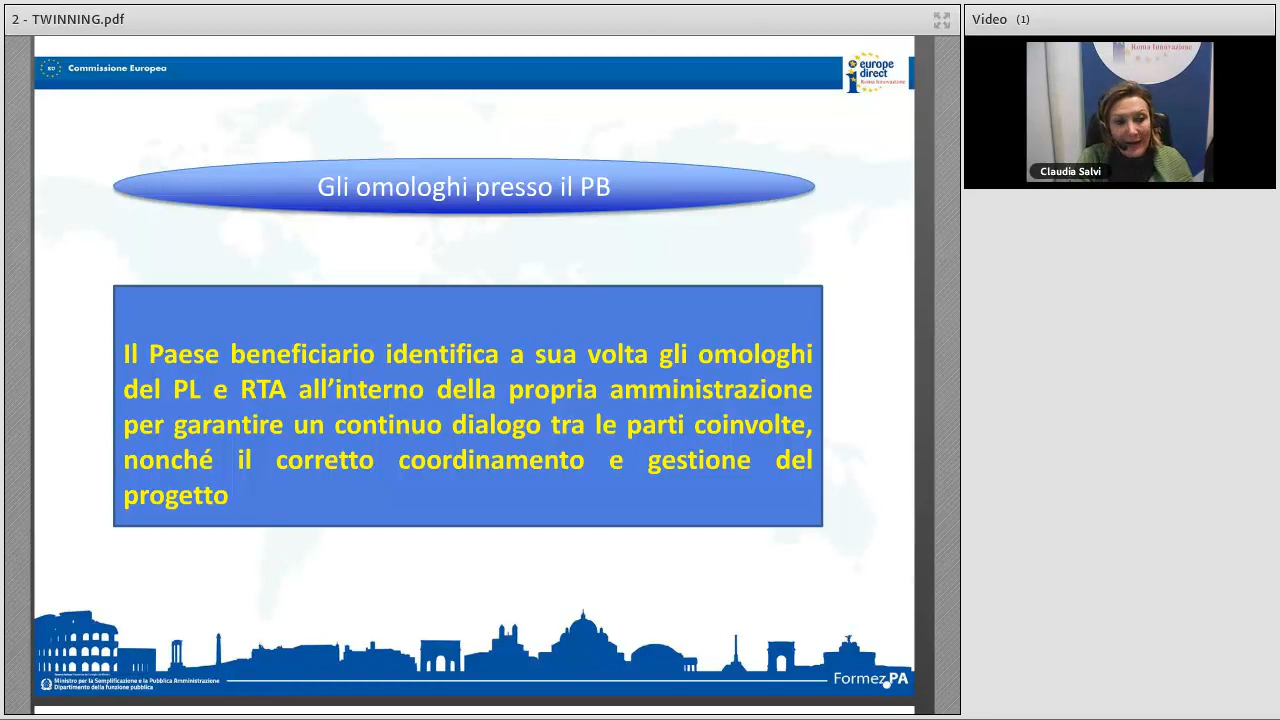 2 - TWINNING.pdf
Video (1)
EU
Commissione Europea
europe
direct
Roma Innovazione
Roma Innovazione
Claudia Salvi
Gli omologhi presso il PB
Il Paese beneficiario identifica a sua volta gli omologhi
del PL e RTA all’interno della propria amministrazione
per garantire un continuo dialogo tra le parti coinvolte,
nonché il corretto coordinamento e gestione del
progetto
Ministro per la Semplificazione e la Pubblica Amministrazione
Dipartimento della funzione pubblica
FormezPA